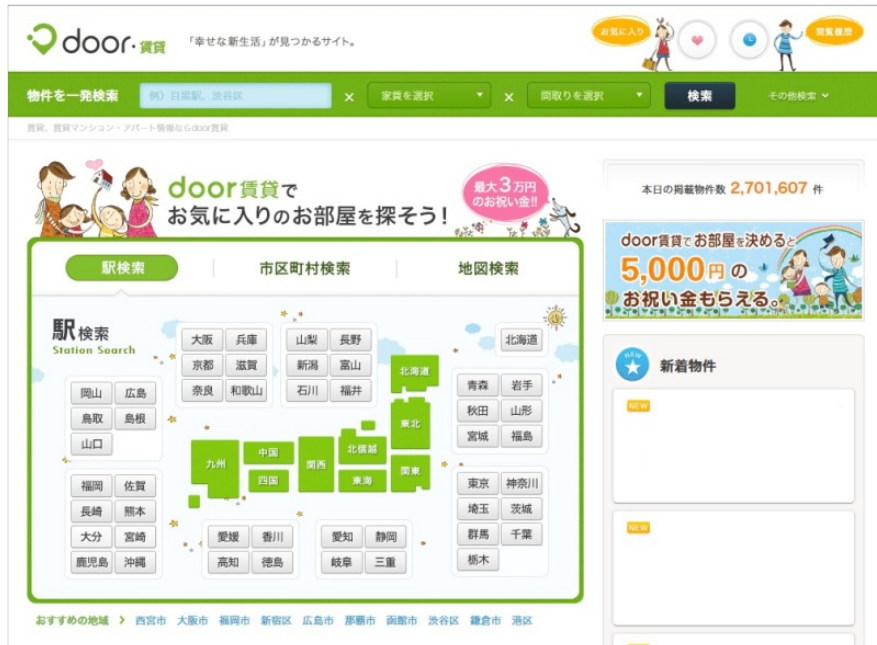 door賃貸
「幸せな新生活」が見つかるサイト。
お気に入り
閲覧履歴
物件を一発検索
例）目黒駅、渋谷区
×
家賃を選択
×
間取りを選択
検索
その他検索
賃貸、賃貸マンション・アパート情報ならdoor賃貸
door賃貸で
お気に入りのお部屋を探そう!
最大3万円
のお祝い金!!
本日の掲載物件数 2,701,607 件
door賃貸でお部屋を決めると
5,000円の
お祝い金もらえる。
駅検索
市区町村検索
地図検索
駅検索
Station Search
大阪 兵庫
京都 滋賀
奈良 和歌山
山梨 長野
新潟 富山
石川 福井
北海道
岡山 広島
鳥取 島根
山口
青森 岩手
秋田 山形
宮城 福島
北海道
東北
関東
北信越
東海
関西
中国
四国
九州
福岡 佐賀
長崎 熊本
大分 宮崎
鹿児島 沖縄
愛媛 香川
高知 徳島
愛知 静岡
岐阜 三重
東京 神奈川
埼玉 茨城
群馬 千葉
栃木
NEW
新着物件
NEW
NEW
おすすめの地域 西宮市 大阪市 福岡市 新宿区 広島市 那覇市 函館市 渋谷区 鎌倉市 港区